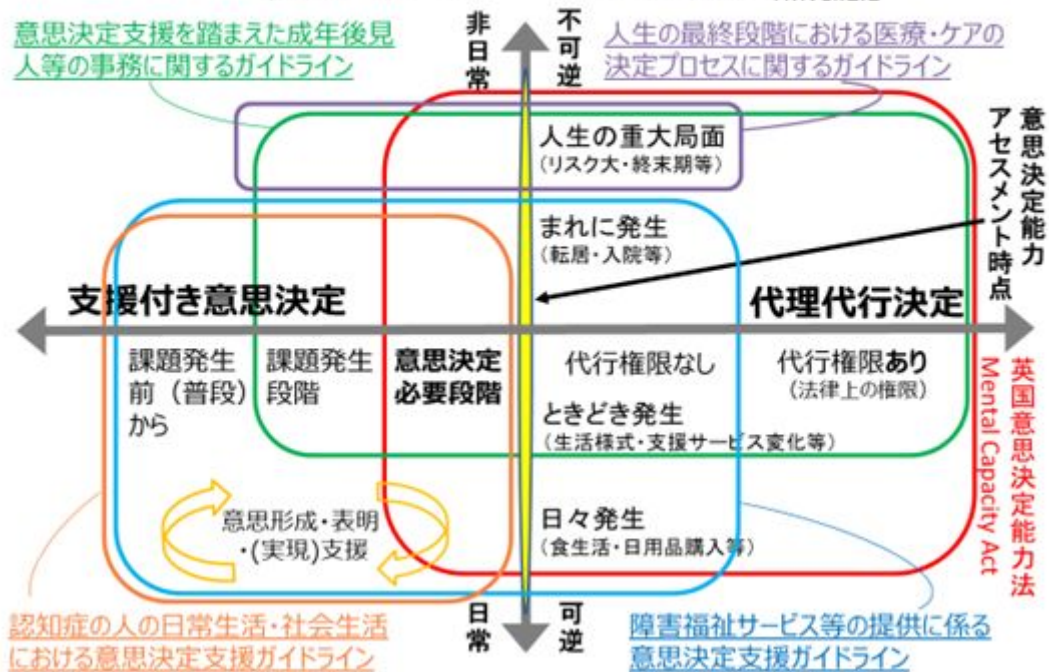 意思決定支援を踏まえた成年後見
人等の事務に関するガイドライン
非日常
不可逆
人生の最終段階における医療・ケアの
決定プロセスに関するガイドライン
意思決定能力
アセスメント時点
人生の重大局面
(リスク大・終末期等)
まれに発生
(転居・入院等)
支援付き意思決定
代理代行決定
課題発生
前(普段)
から
課題発生
段階
意思決定
必要段階
代行権限なし
代行権限あり
(法律上の権限)
ときどき発生
(生活様式・支援サービス変化等)
英国意思決定能力法
Mental Capacity Act
意思形成・表明
・(実現)支援
日々発生
(食生活・日用品購入等)
日常
可逆
認知症の人の日常生活・社会生活
における意思決定支援ガイドライン
障害福祉サービス等の提供に係る
意思決定支援ガイドライン